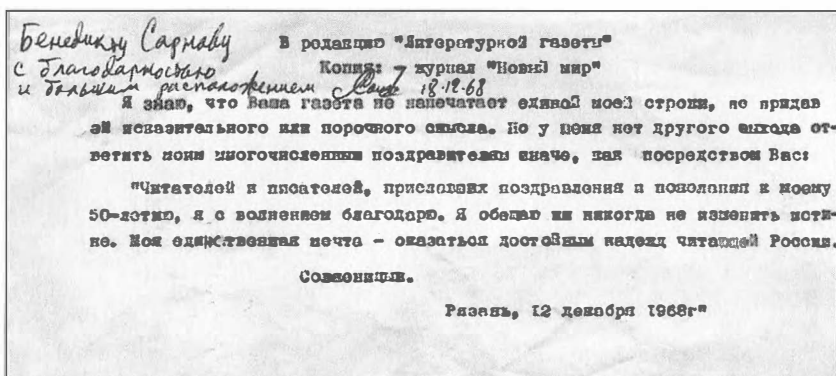 Бенедикту Сарнову
с благодарностью
и большим расположением
18.12.68
В редакцию "Литературной газеты"
Копия: журнал "Новый мир"
Я знаю, что Ваша газета не напечатает единой моей строки, не придав
ей исказительного или порочного смысла. Но у меня нет другого выхода от-
ветить моим многочисленным поздравителям иначе, как посредством Вас:
"Читателей и писателей, приславших поздравления и пожелания к моему
50-летию, я с волнением благодарю. Я обещаю им никогда не изменить исти-
не. Моя единственная мечта - оказаться достойным надежд читающей России.
Солженицын.
Рязань, 12 декабря 1968г"